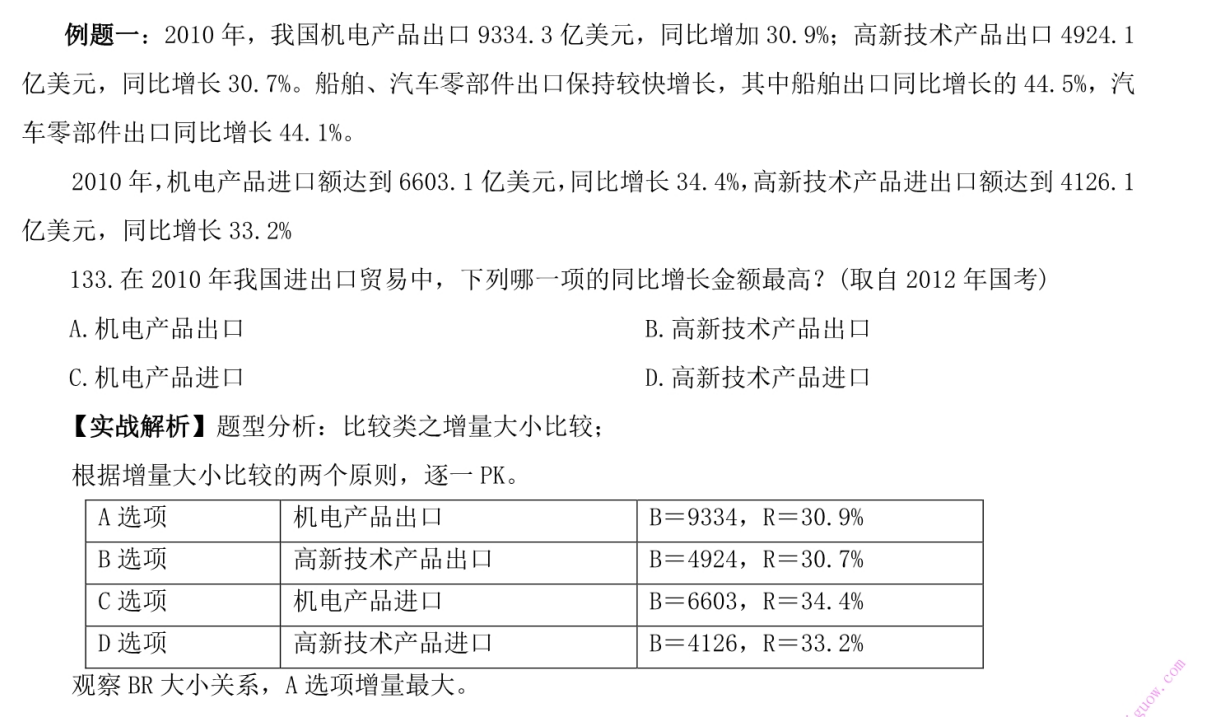 例题一：2010 年，我国机电产品出口 9334.3 亿美元，同比增加 30.9%；高新技术产品出口 4924.1
亿美元，同比增长 30.7%。船舶、汽车零部件出口保持较快增长，其中船舶出口同比增长的 44.5%，汽
车零部件出口同比增长 44.1%。
2010 年，机电产品进口额达到 6603.1 亿美元，同比增长 34.4%，高新技术产品进出口额达到 4126.1
亿美元，同比增长 33.2%
133.在 2010 年我国进出口贸易中，下列哪一项的同比增长金额最高？(取自 2012 年国考)
A.机电产品出口 B.高新技术产品出口
C.机电产品进口 D.高新技术产品进口
【实战解析】题型分析：比较类之增量大小比较；
根据增量大小比较的两个原则，逐一 PK。
A 选项 机电产品出口 B＝9334，R＝30.9%
B 选项 高新技术产品出口 B＝4924，R＝30.7%
C 选项 机电产品进口 B＝6603，R＝34.4%
D 选项 高新技术产品进口 B＝4126，R＝33.2%
观察 BR 大小关系，A 选项增量最大。
guow.com